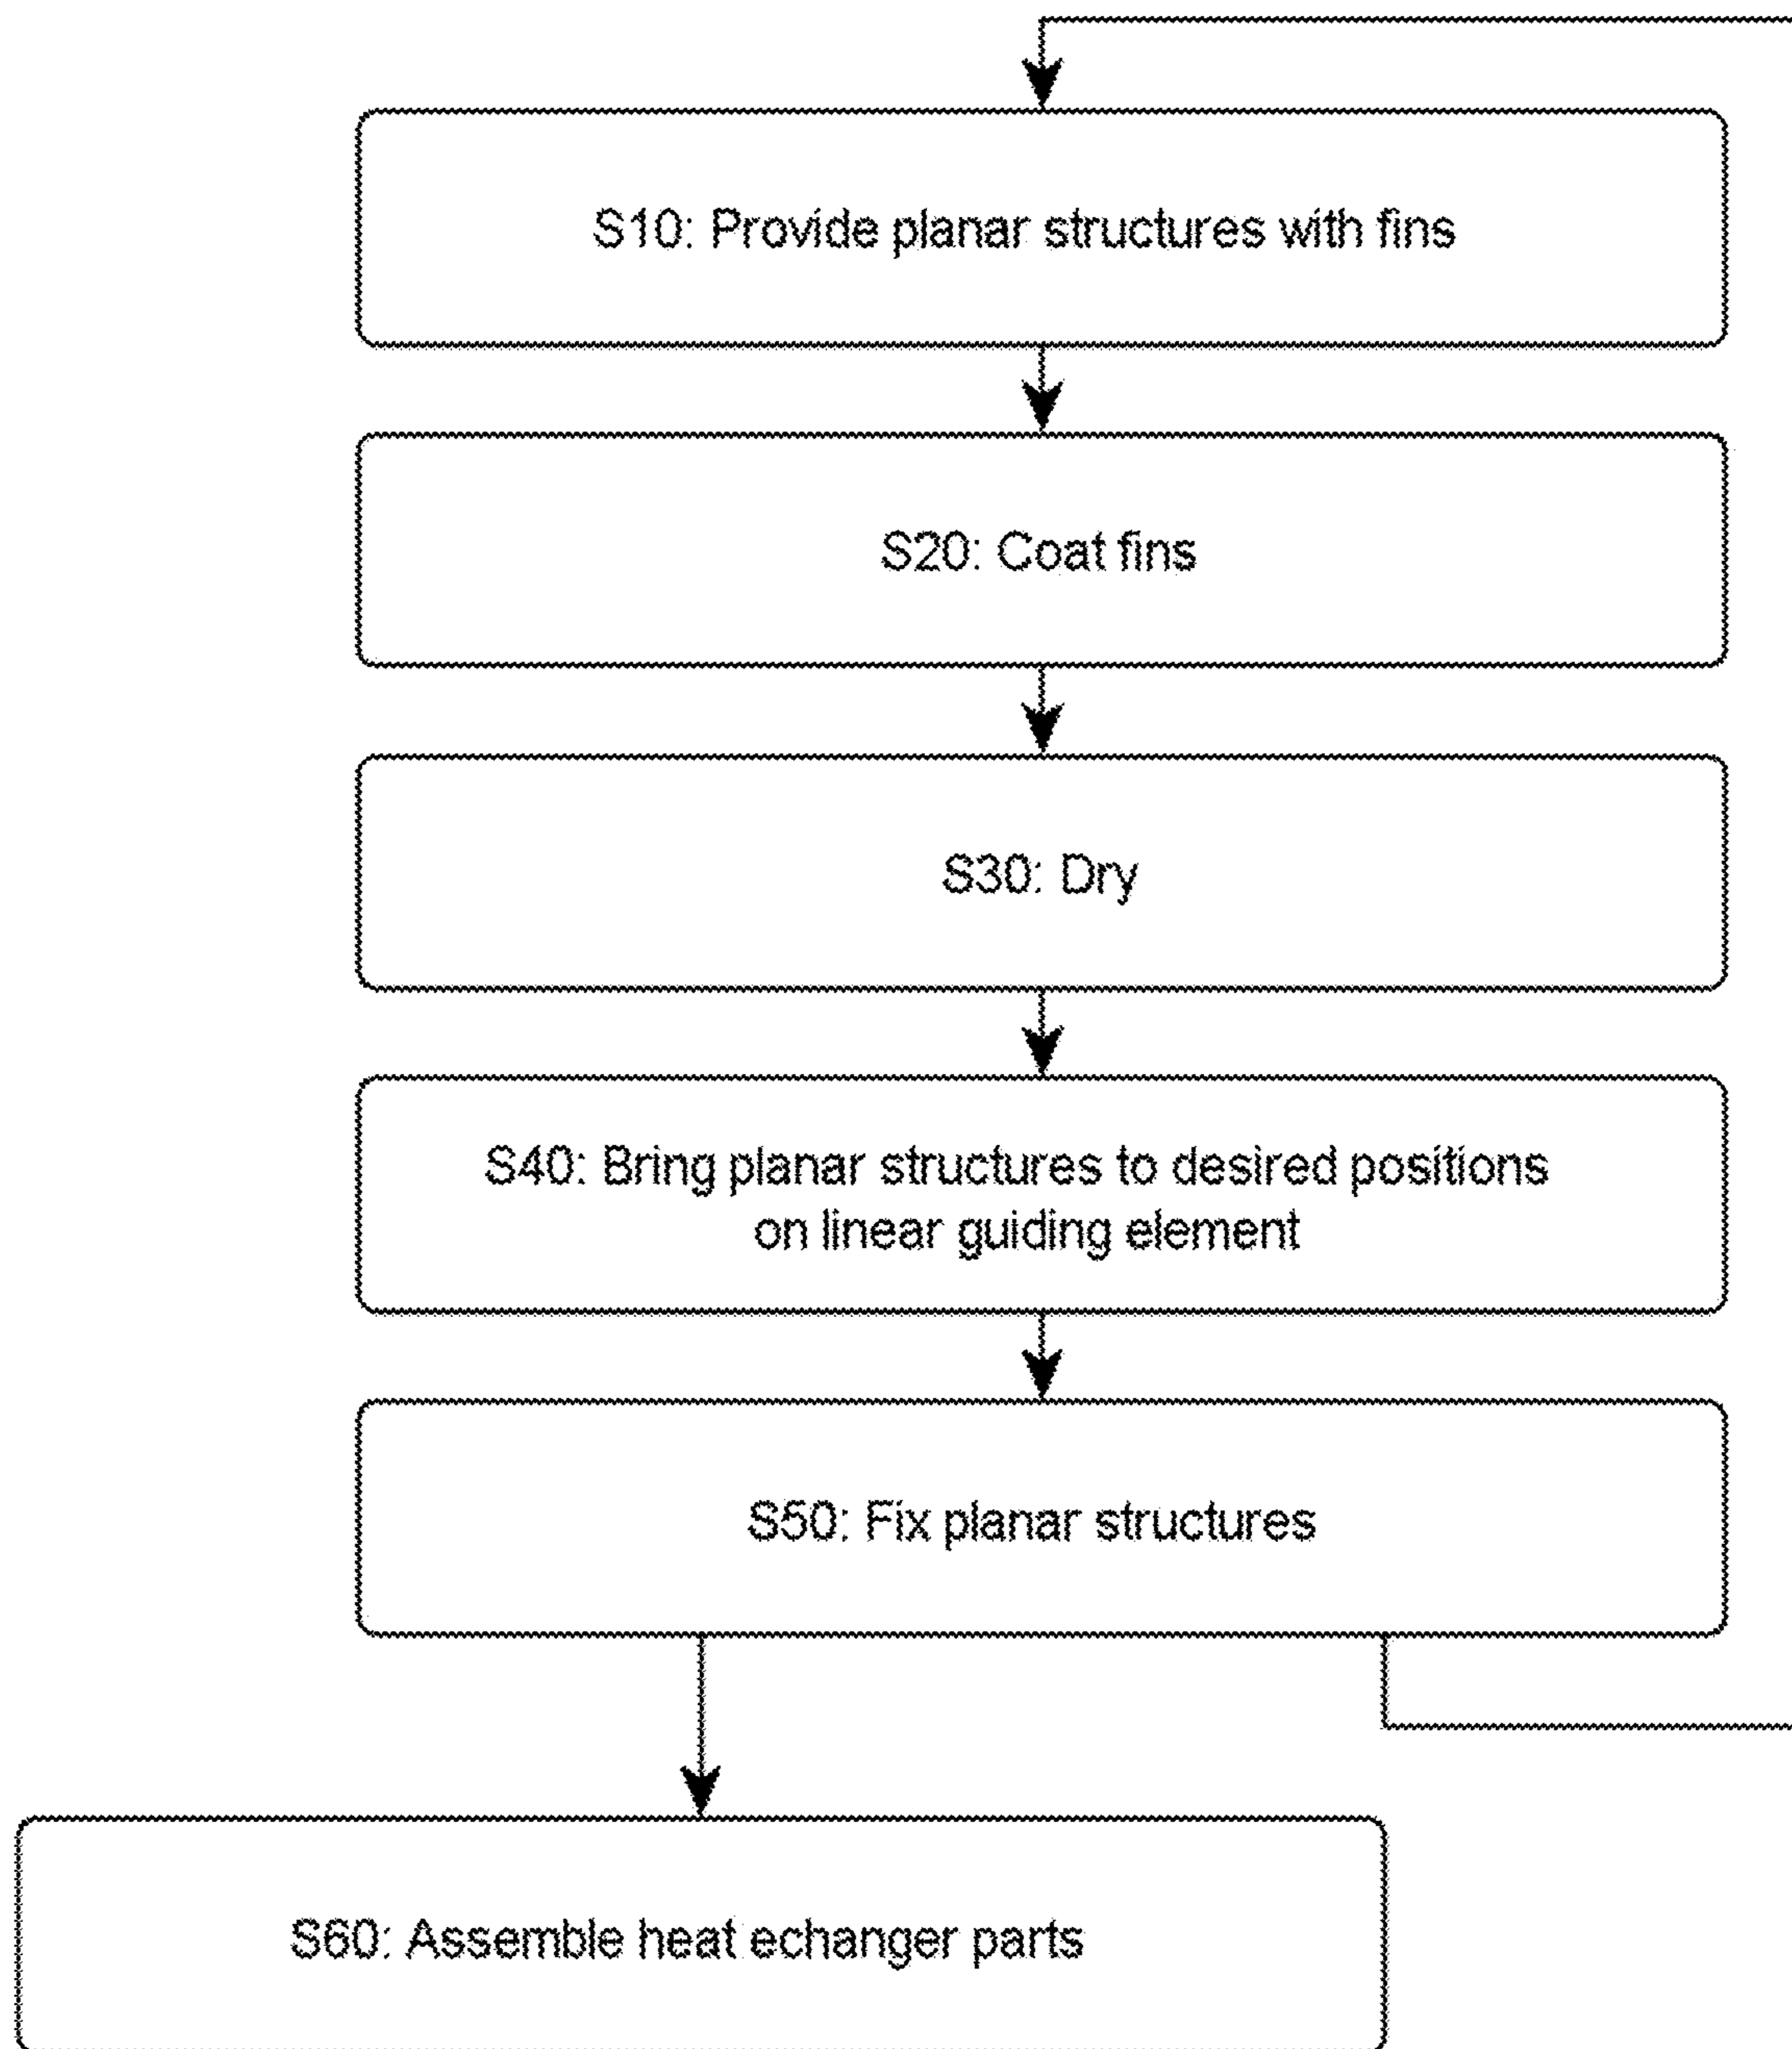 S10: Provide planar structures with fins
S20: Coat fins
S30: Dry
S40: Bring planar structures to desired positions
on linear guiding element
S50: Fix planar structures
S60: Assemble heat echanger parts